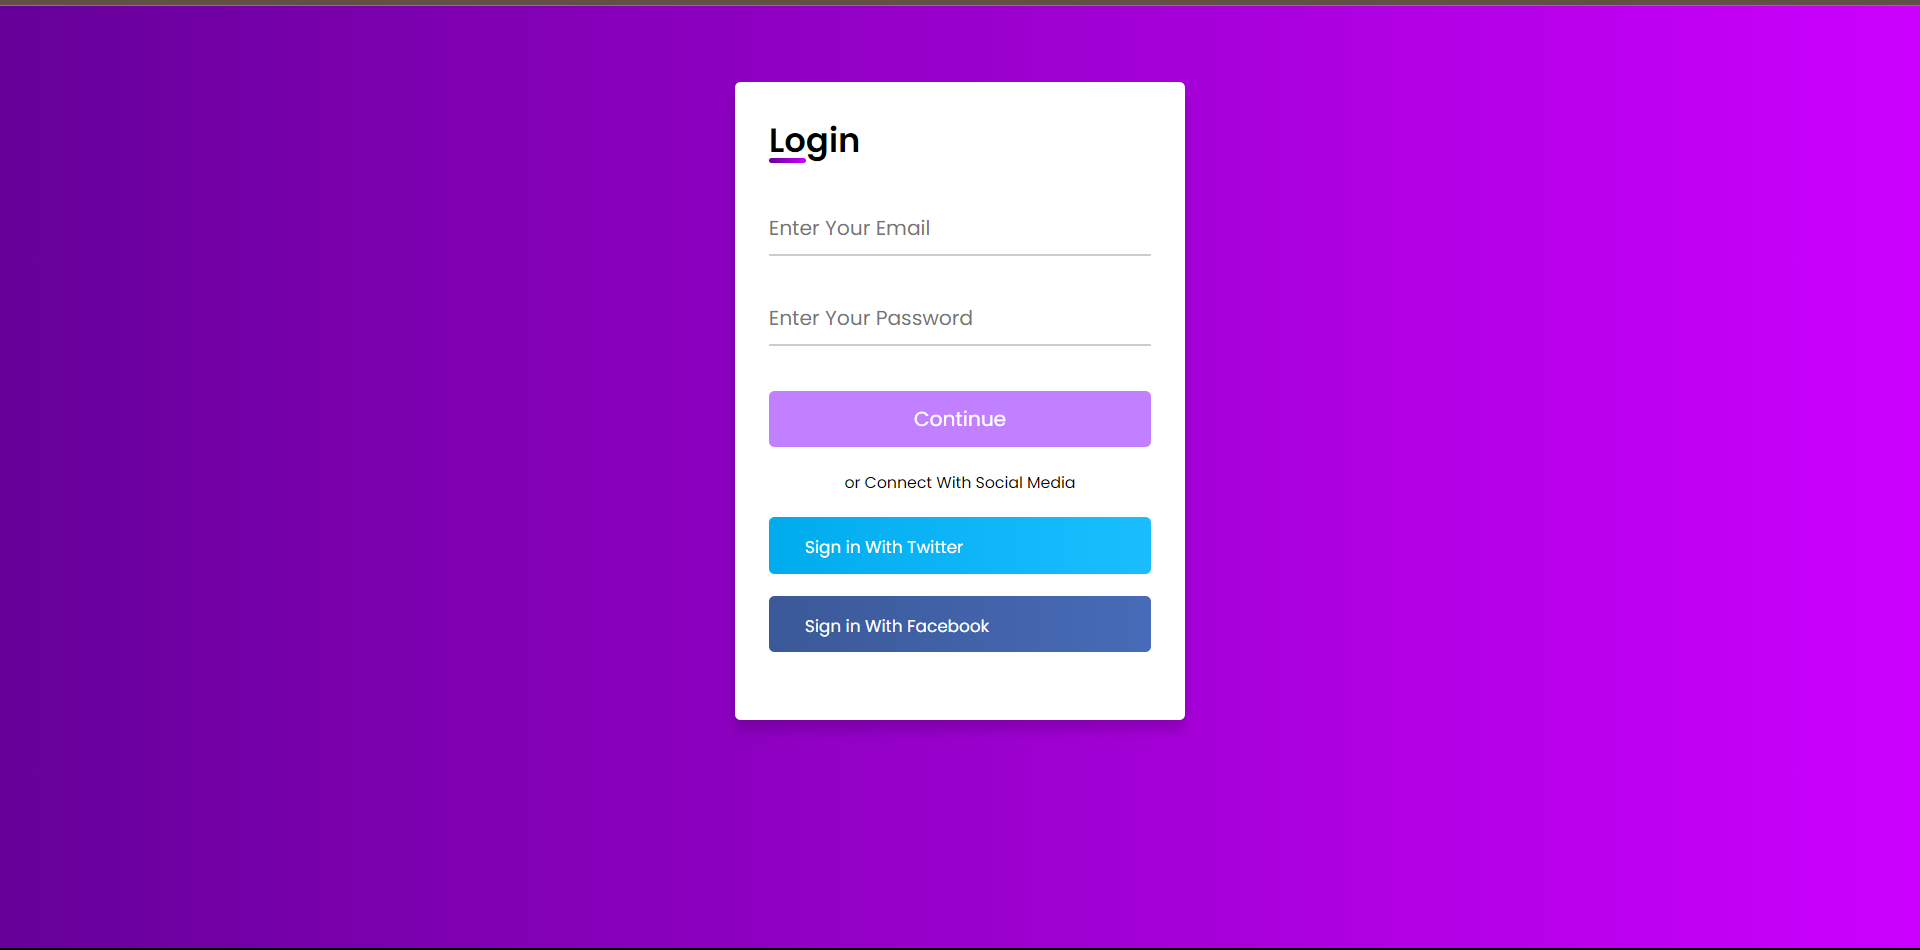 Login
Enter Your Email
Enter Your Password
Continue
or Connect With Social Media
Sign in With Twitter
Sign in With Facebook